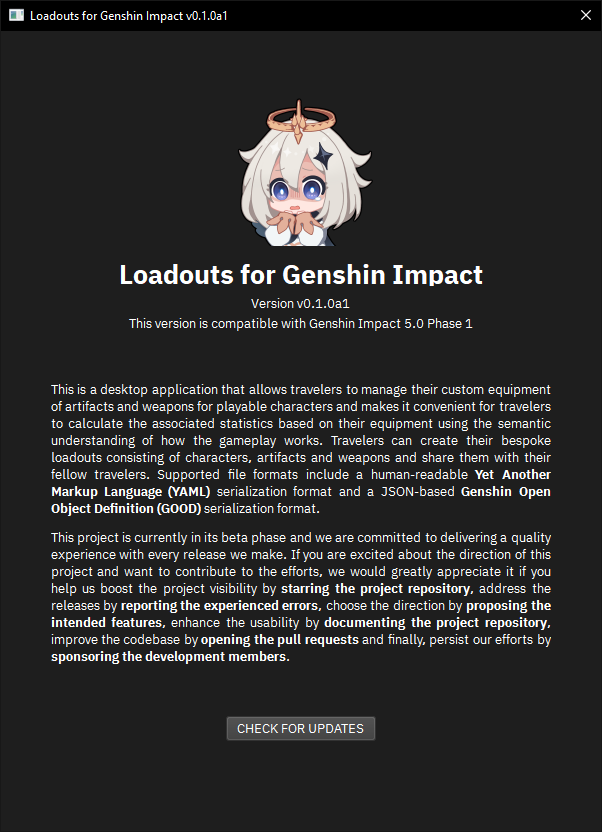 Loadouts for Genshin Impact v0.1.0a1
Loadouts for Genshin Impact
Version v0.1.0a1
This version is compatible with Genshin Impact 5.0 Phase 1
This is a desktop application that allows travelers to manage their custom equipment
of artifacts and weapons for playable characters and makes it convenient for travelers
to calculate the associated statistics based on their equipment using the semantic
understanding of how the gameplay works. Travelers can create their bespoke
loadouts consisting of characters, artifacts and weapons and share them with their
fellow travelers. Supported file formats include a human-readable Yet Another
Markup Language (YAML) serialization format and a JSON-based Genshin Open
Object Definition (GOOD) serialization format.
This project is currently in its beta phase and we are committed to delivering a quality
experience with every release we make. If you are excited about the direction of this
project and want to contribute to the efforts, we would greatly appreciate it if you
help us boost the project visibility by starring the project repository, address the
releases by reporting the experienced errors, choose the direction by proposing the
intended features, enhance the usability by documenting the project repository,
improve the codebase by opening the pull requests and finally, persist our efforts by
sponsoring the development members.
CHECK FOR UPDATES